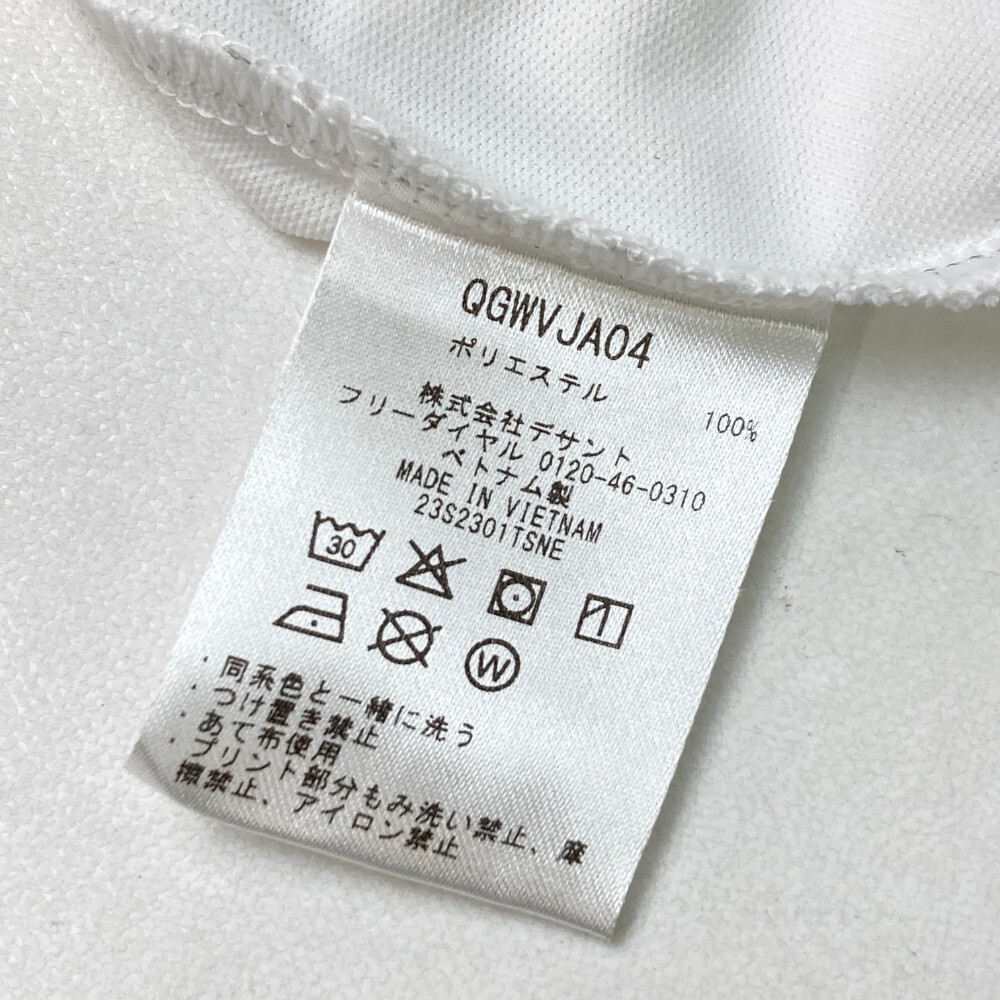 QGWVJA04
ポリエステル 100%
株式会社デサント
フリーダイヤル 0120-46-0310
ベトナム製
MADE IN VIETNAM
23S2301TSNE
30
W
・同系色と一緒に洗う
・つけ置き禁止
・あて布使用
・プリント部分もみ洗い禁止、摩
擦禁止、アイロン禁止